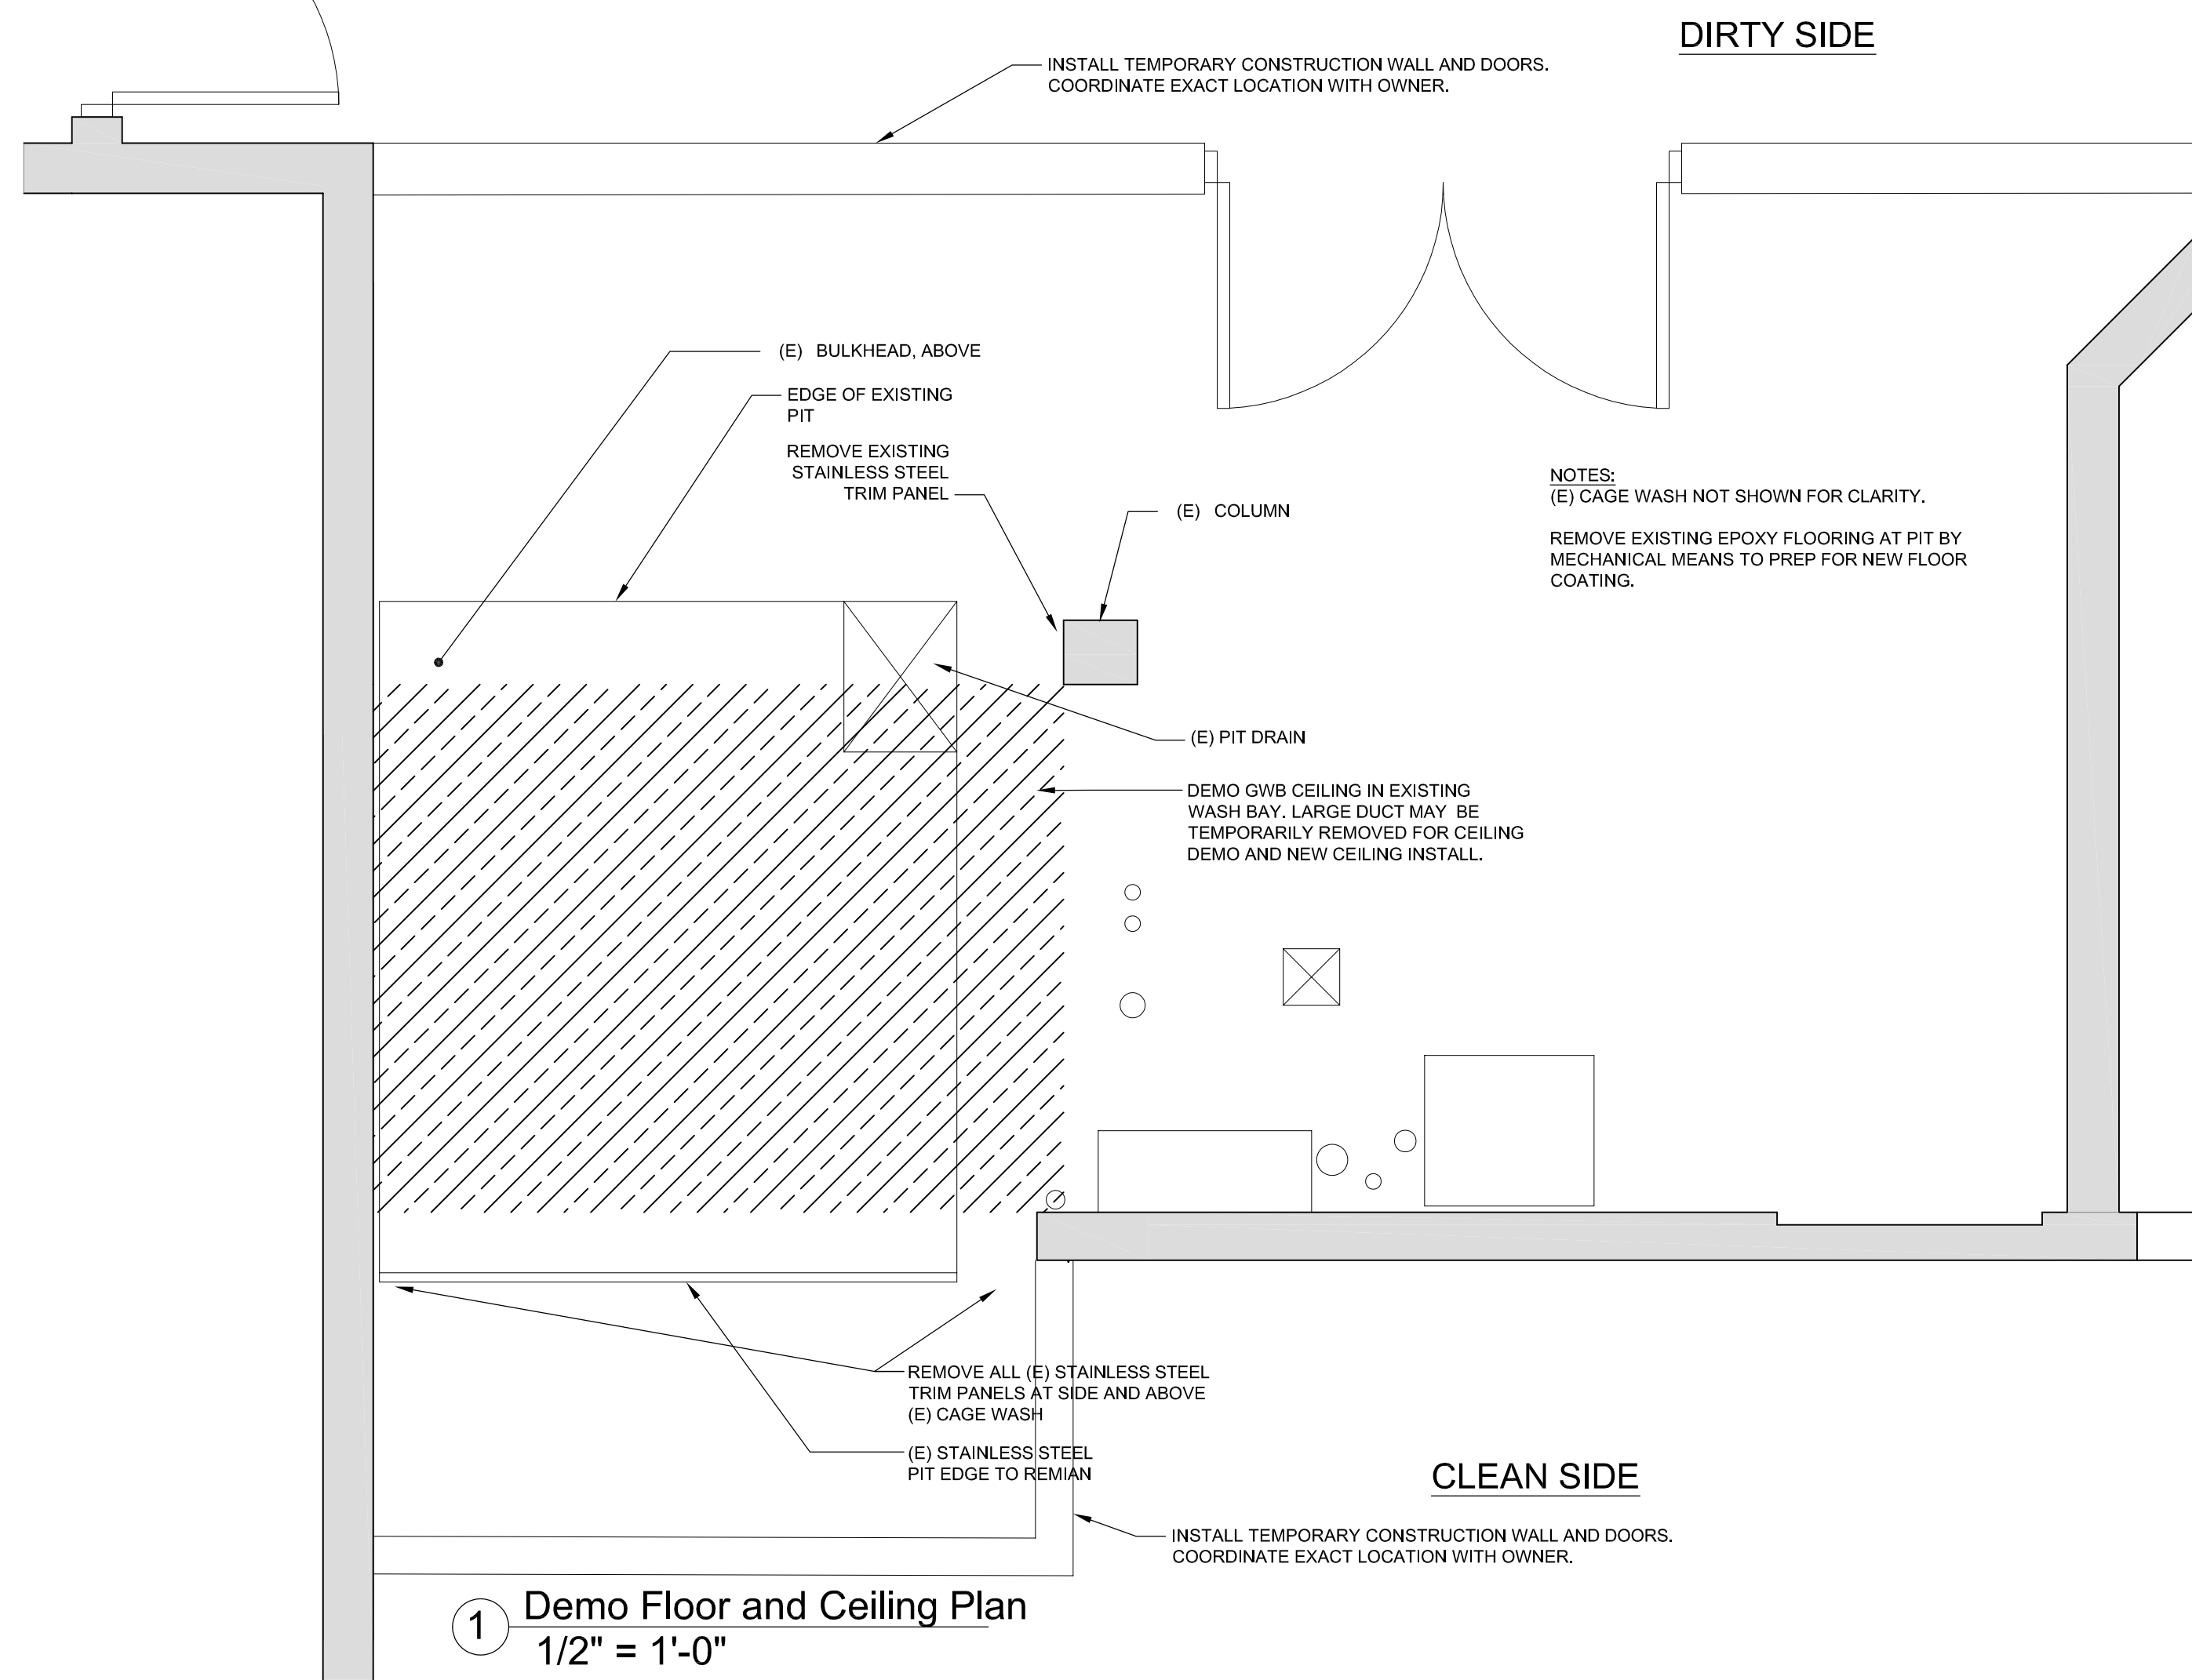 DIRTY SIDE
INSTALL TEMPORARY CONSTRUCTION WALL AND DOORS.
COORDINATE EXACT LOCATION WITH OWNER.
(E) BULKHEAD, ABOVE
EDGE OF EXISTING
PIT
REMOVE EXISTING
STAINLESS STEEL
TRIM PANEL
(E) COLUMN
NOTES:
(E) CAGE WASH NOT SHOWN FOR CLARITY.
REMOVE EXISTING EPOXY FLOORING AT PIT BY
MECHANICAL MEANS TO PREP FOR NEW FLOOR
COATING.
(E) PIT DRAIN
DEMO GWB CEILING IN EXISTING
WASH BAY. LARGE DUCT MAY BE
TEMPORARILY REMOVED FOR CEILING
DEMO AND NEW CEILING INSTALL.
REMOVE ALL (E) STAINLESS STEEL
TRIM PANELS AT SIDE AND ABOVE
(E) CAGE WASH
(E) STAINLESS STEEL
PIT EDGE TO REMIAN
CLEAN SIDE
INSTALL TEMPORARY CONSTRUCTION WALL AND DOORS.
COORDINATE EXACT LOCATION WITH OWNER.
1 Demo Floor and Ceiling Plan
1/2" = 1'-0"